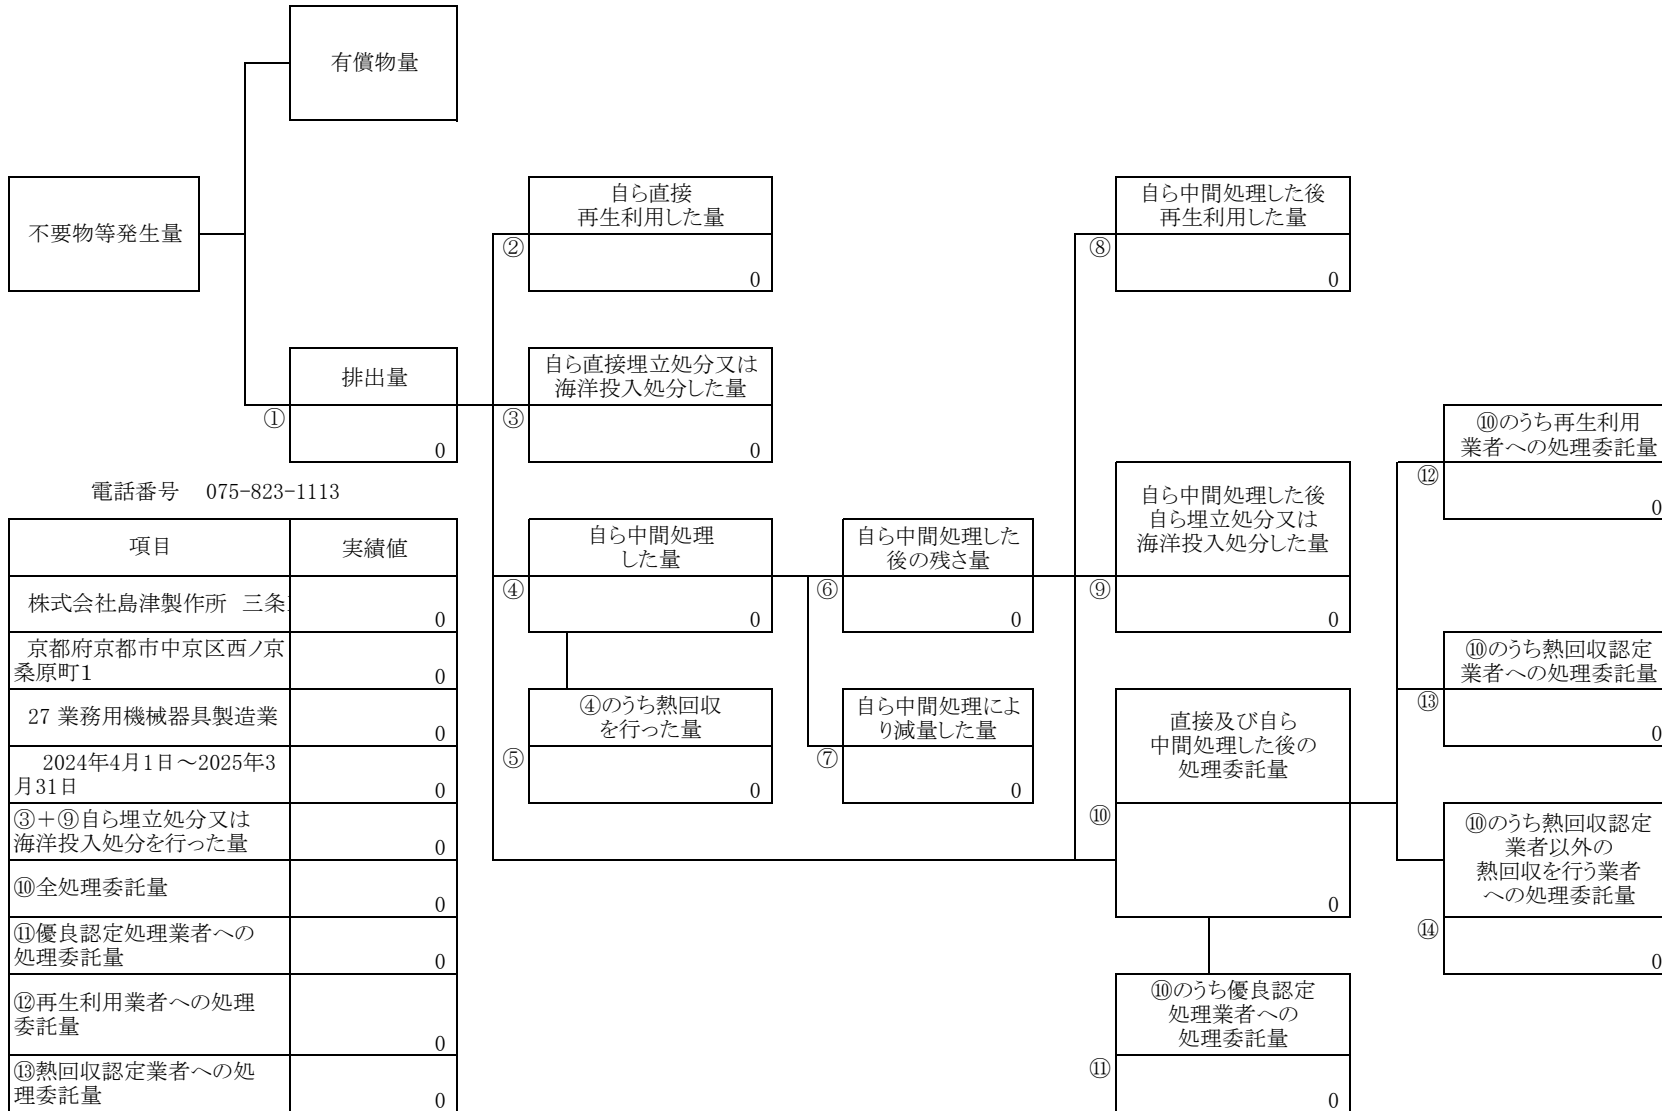 有償物量
不要物等発生量
自ら直接
再生利用した量
②
0
自ら中間処理した後
再生利用した量
⑧
0
排出量
①
0
自ら直接埋立処分又は
海洋投入処分した量
③
0
⑩のうち再生利用
業者への処理委託量
⑫
0
電話番号 075-823-1113
項目 実績値
株式会社島津製作所 三条
0
京都府京都市中京区西ノ京
桑原町1
0
27 業務用機械器具製造業
0
2024年4月1日～2025年3
月31日
0
③＋⑨自ら埋立処分又は
海洋投入処分を行った量
0
⑩全処理委託量
0
⑪優良認定処理業者への
処理委託量
0
⑫再生利用業者への処理
委託量
0
⑬熱回収認定業者への処
理委託量
0
自ら中間処理
した量
④
0
自ら中間処理した
後の残さ量
⑥
0
自ら中間処理した後
自ら埋立処分又は
海洋投入処分した量
⑨
0
④のうち熱回収
を行った量
⑤
0
自ら中間処理によ
り減量した量
⑦
0
直接及び自ら
中間処理した後の
処理委託量
⑩
0
⑩のうち熱回収認定
業者への処理委託量
⑬
0
⑩のうち熱回収認定
業者以外の
熱回収を行う業者
への処理委託量
⑭
0
⑩のうち優良認定
処理業者への
処理委託量
⑪
0